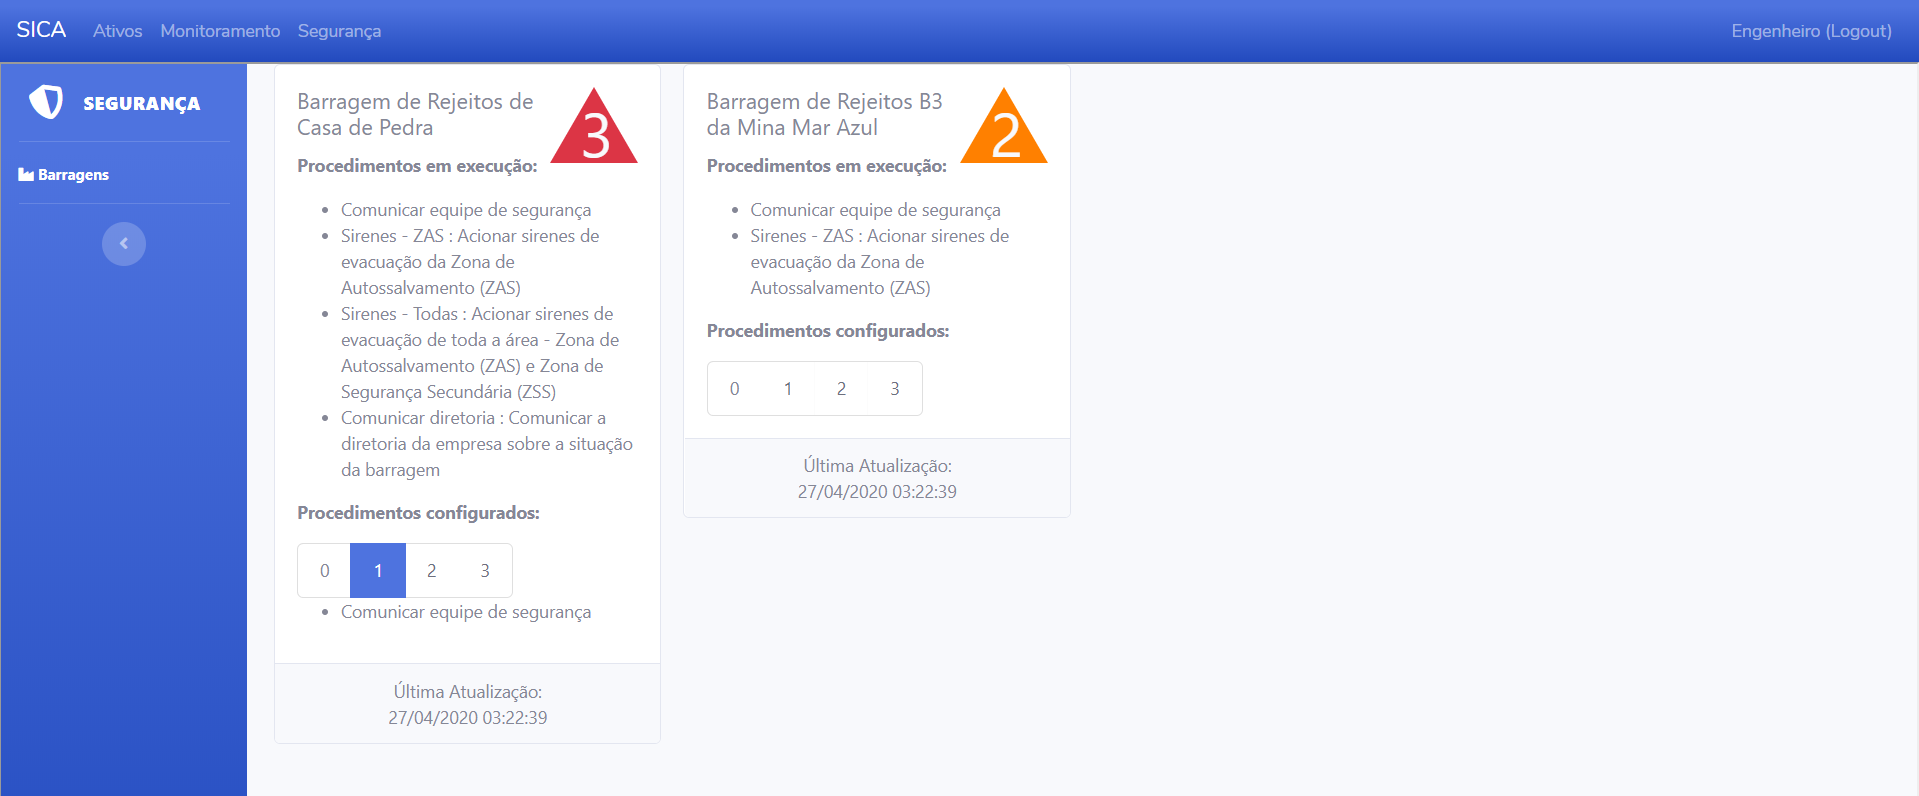 SICA Ativos Monitoramento Segurança Engenheiro (Logout)
SEGURANÇA
Barragens
Barragem de Rejeitos de
Casa de Pedra
3
Procedimentos em execução:
Comunicar equipe de segurança
Sirenes - ZAS : Acionar sirenes de
evacuação da Zona de
Autossalvamento (ZAS)
Sirenes - Todas : Acionar sirenes de
evacuação de toda a área - Zona de
Autossalvamento (ZAS) e Zona de
Segurança Secundária (ZSS)
Comunicar diretoria : Comunicar a
diretoria da empresa sobre a situação
da barragem
Procedimentos configurados:
0 1 2 3
Comunicar equipe de segurança
Última Atualização:
27/04/2020 03:22:39
Barragem de Rejeitos B3
da Mina Mar Azul
2
Procedimentos em execução:
Comunicar equipe de segurança
Sirenes - ZAS : Acionar sirenes de
evacuação da Zona de
Autossalvamento (ZAS)
Procedimentos configurados:
0 1 2 3
Última Atualização:
27/04/2020 03:22:39